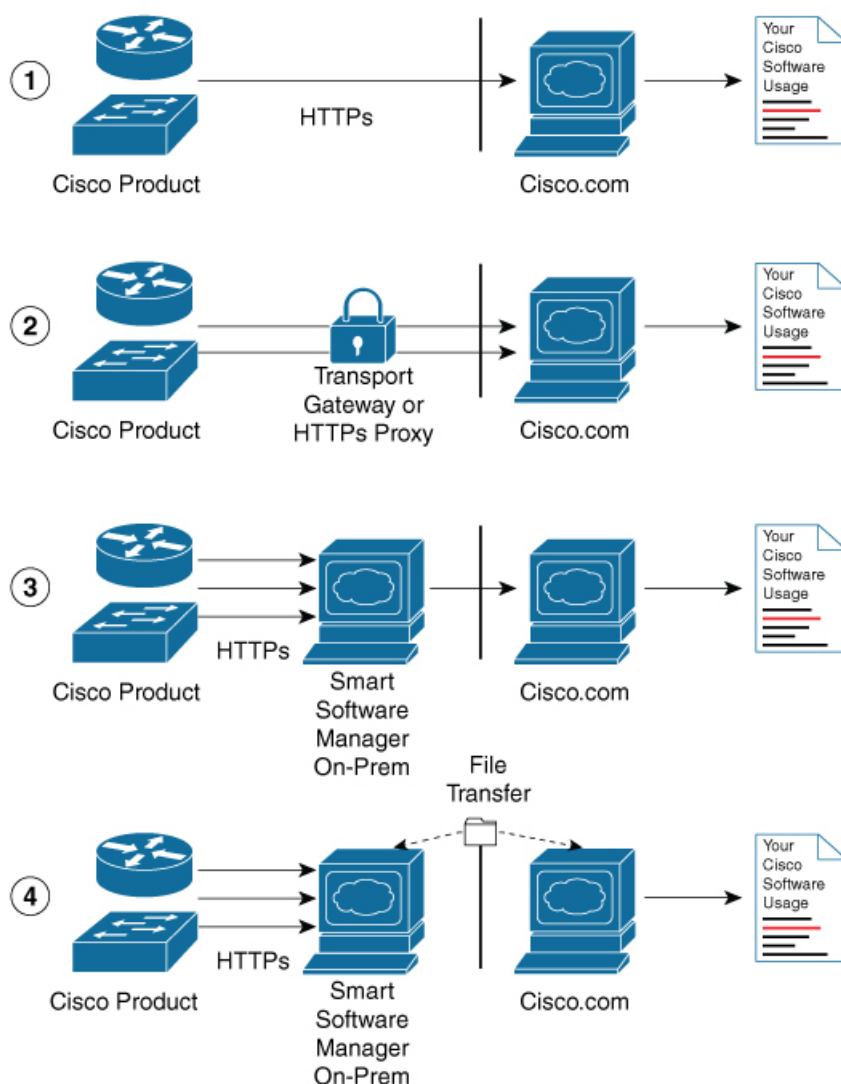 1
HTTPs
Cisco Product
Cisco.com
Your
Cisco
Software
Usage
2
Transport
Gateway or
HTTPs Proxy
Cisco Product
Cisco.com
Your
Cisco
Software
Usage
3
HTTPs
Cisco Product
Smart
Software
Manager
On-Prem
Cisco.com
Your
Cisco
Software
Usage
File
Transfer
4
HTTPs
Cisco Product
Smart
Software
Manager
On-Prem
Cisco.com
Your
Cisco
Software
Usage